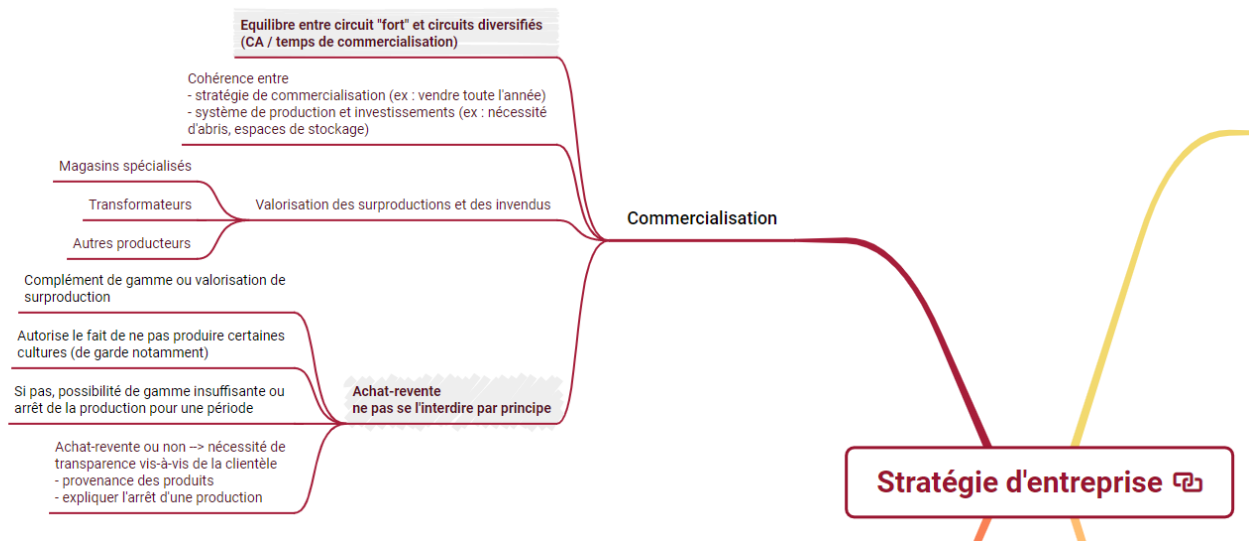 Equilibre entre circuit "fort" et circuits diversifiés
(CA / temps de commercialisation)
Cohérence entre
- stratégie de commercialisation (ex : vendre toute l'année)
- système de production et investissements (ex : nécessité
d'abris, espaces de stockage)
Magasins spécialisés
Transformateurs
Autres producteurs
Valorisation des surproductions et des invendus
Commercialisation
Complément de gamme ou valorisation de
surproduction
Autorise le fait de ne pas produire certaines
cultures (de garde notamment)
Si pas, possibilité de gamme insuffisante ou
arrêt de la production pour une période
Achat-revente ou non --> nécessité de
transparence vis-à-vis de la clientèle
- provenance des produits
- expliquer l'arrêt d'une production
Achat-revente
ne pas se l'interdire par principe
Stratégie d'entreprise